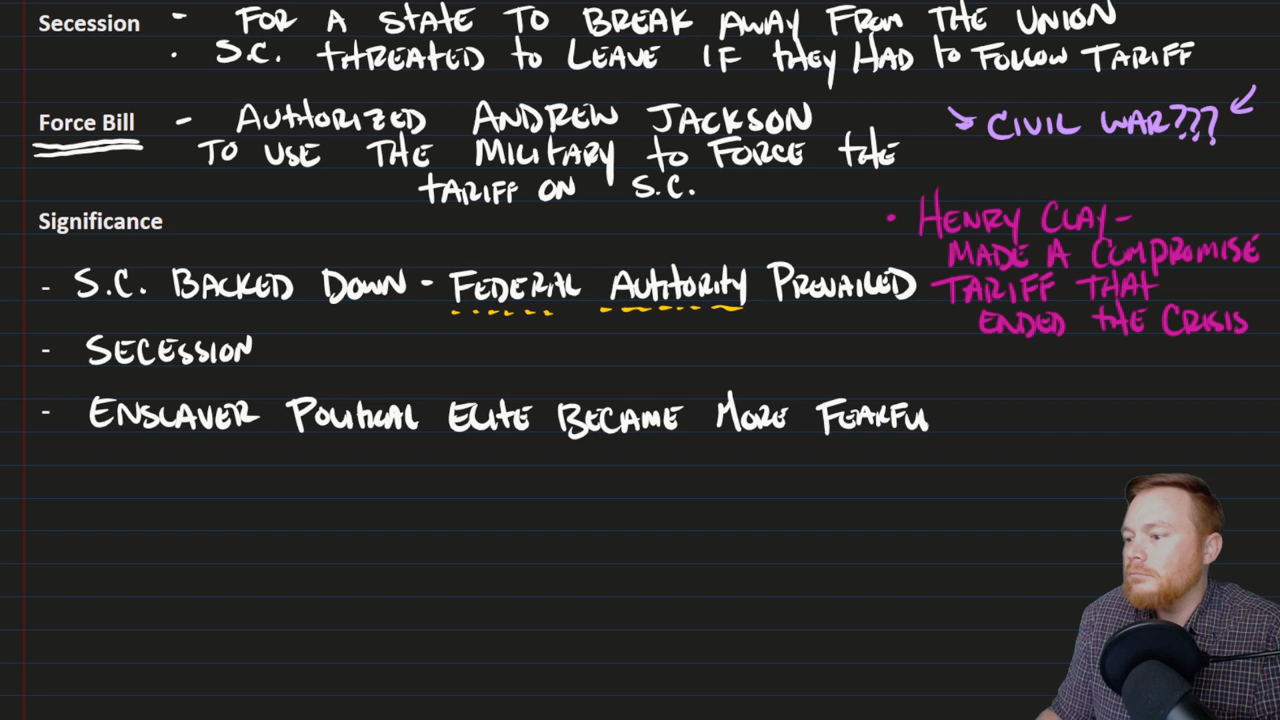 Secession - FOR A STATE TO BREAK AWAY FROM THE UNION
· S.C. THREATED TO LEAVE IF THEY HAD TO FOLLOW TARIFF
Force Bill - AUTHORIZED ANDREW JACKSON
TO USE THE MILITARY TO FORCE THE
TARIFF ON S.C.
CIVIL WAR???
Significance
- S.C. BACKED DOWN - FEDERAL AUTHORITY PREVAILED
- SECESSION
- ENSLAVER POLITICAL ELITE BECAME MORE FEARFUL
• HENRY CLAY-
MADE A COMPROMISE
TARIFF THAT
ENDED THE CRISIS